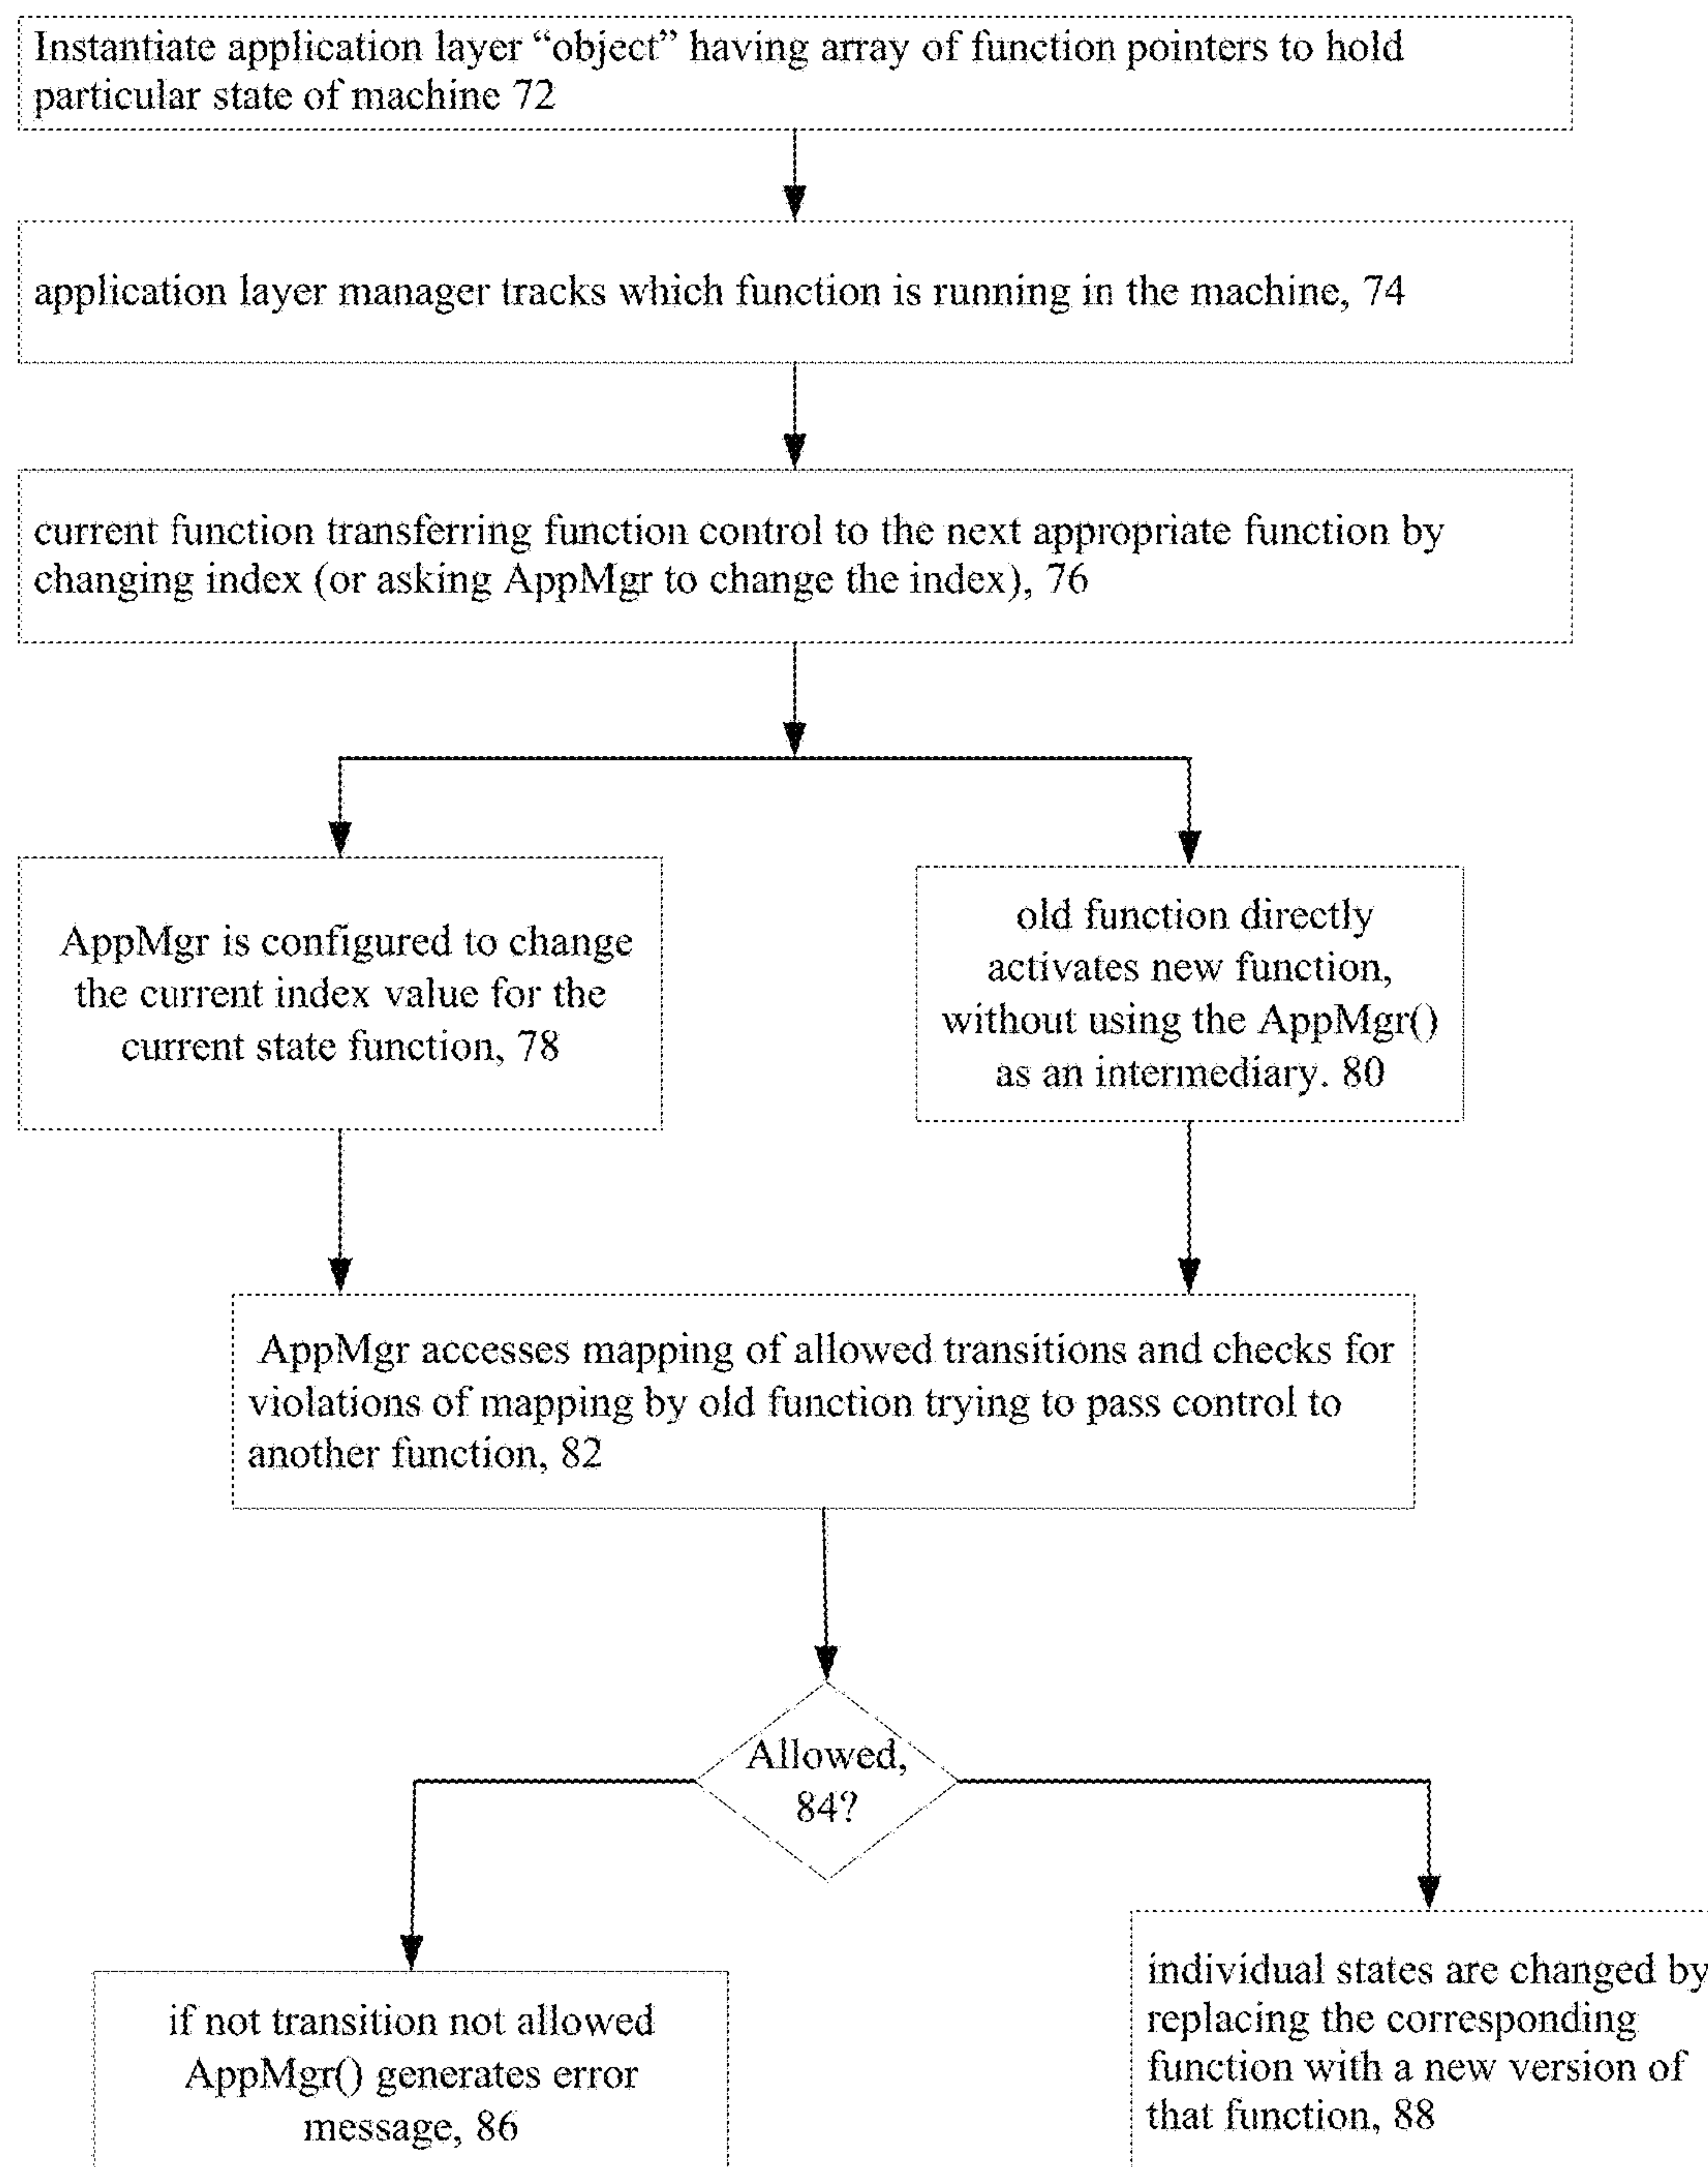 Instantiate application layer “object” having array of function pointers to hold
particular state of machine 72
application layer manager tracks which function is running in the machine, 74
current function transferring function control to the next appropriate function by
changing index (or asking AppMgr to change the index), 76
AppMgr is configured to change
the current index value for the
current state function, 78
old function directly
activates new function,
without using the AppMgr()
as an intermediary. 80
AppMgr accesses mapping of allowed transitions and checks for
violations of mapping by old function trying to pass control to
another function, 82
Allowed,
84?
if not transition not allowed
AppMgr() generates error
message, 86
individual states are changed by
replacing the corresponding
function with a new version of
that function, 88